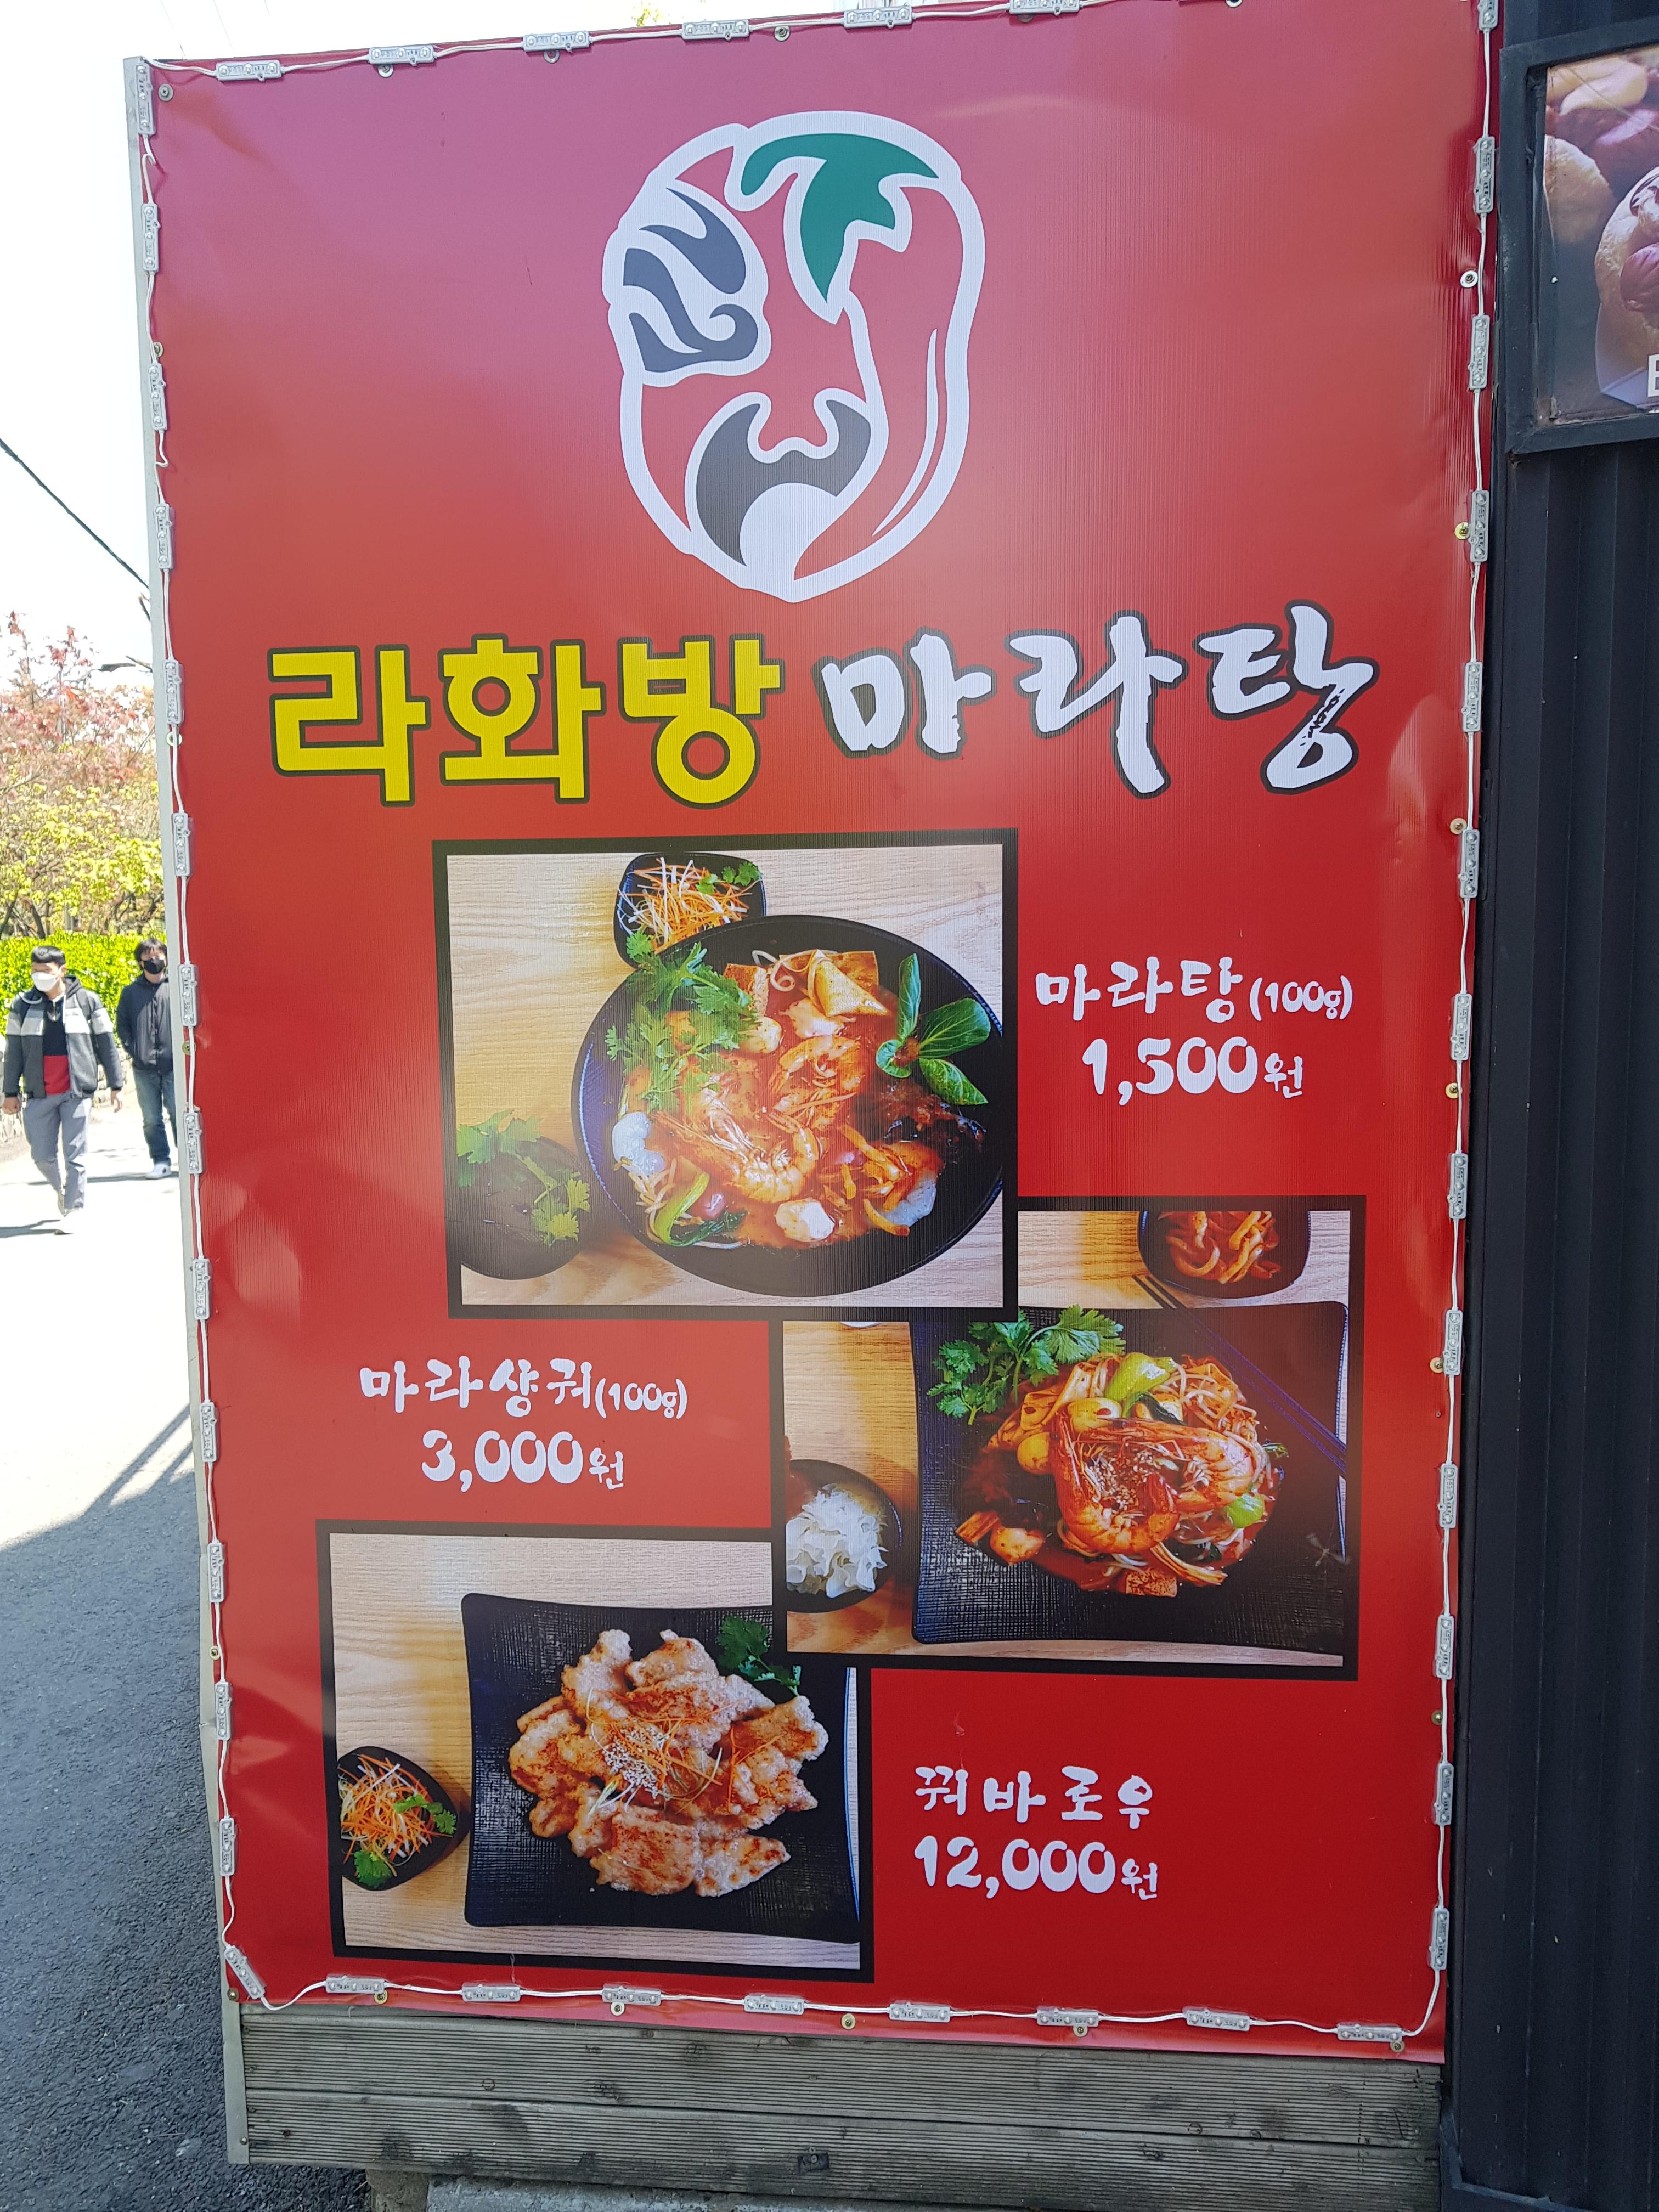 라화방 마라탕
마라탕(100g)
1,500원
마라샹궈(100g)
3,000원
꿔바로우
12,000원